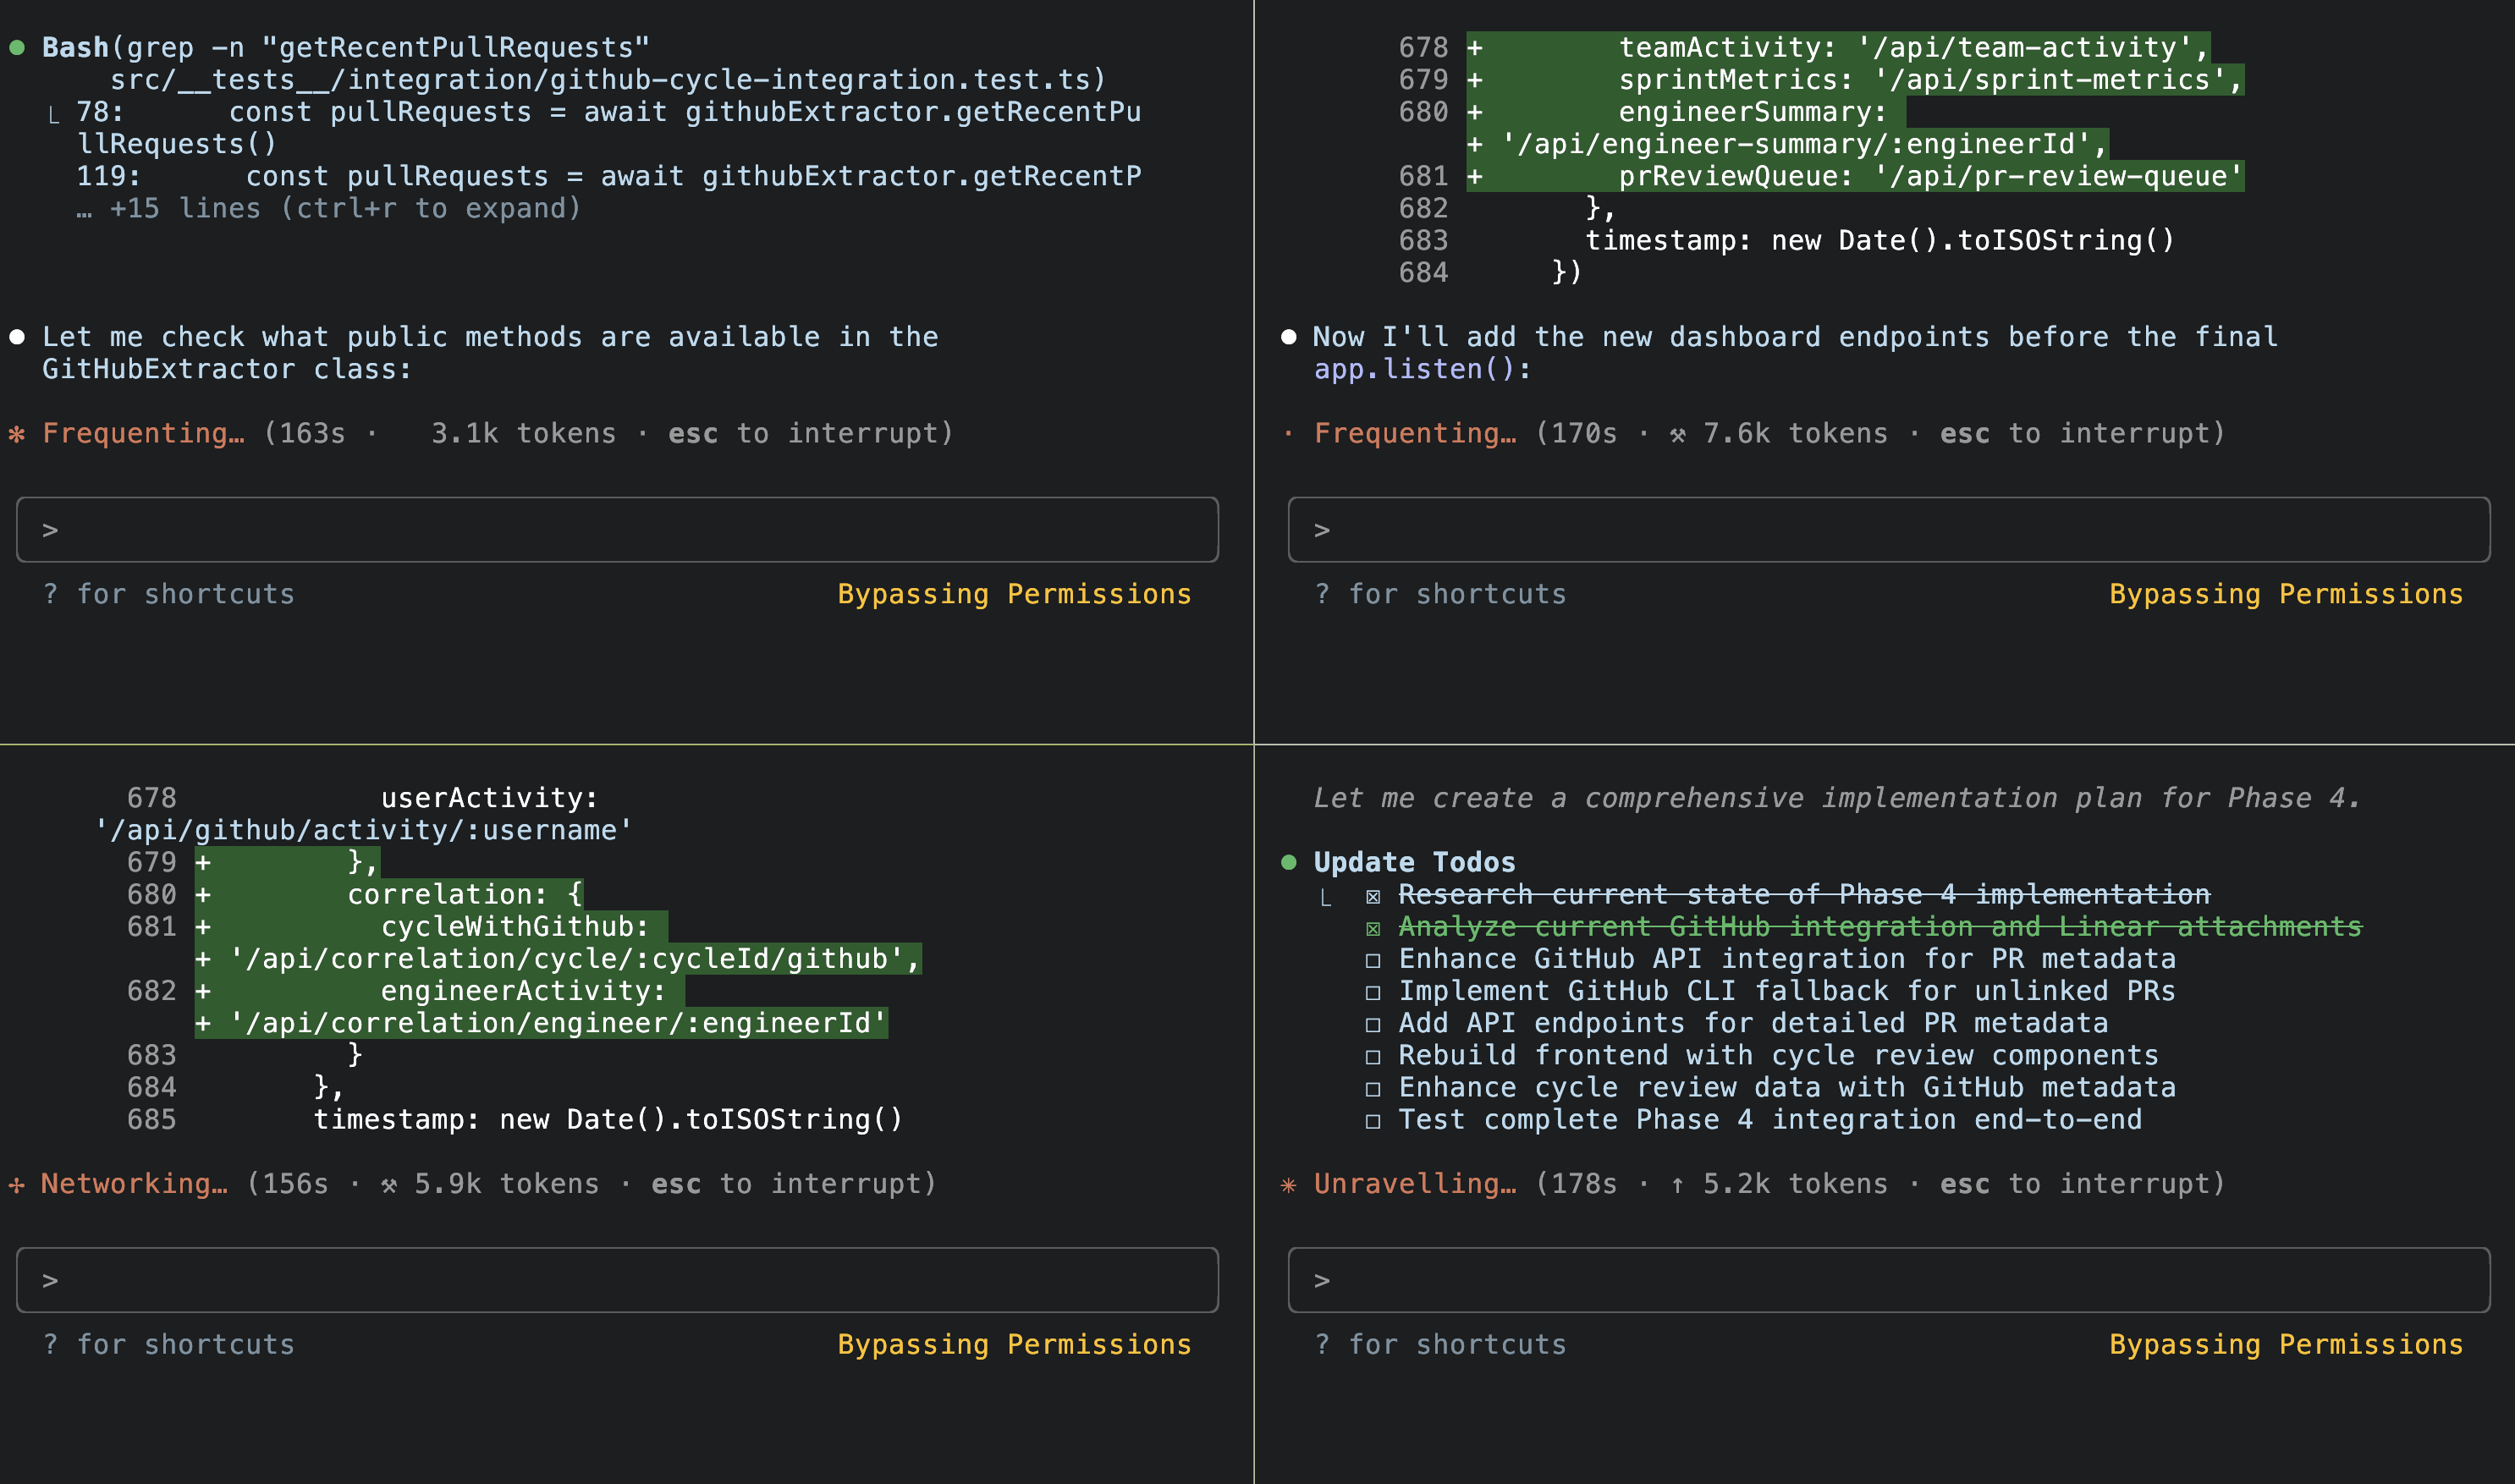 ● Bash(grep -n "getRecentPullRequests"
      src/__tests__/integration/github-cycle-integration.test.ts)
  ⎿ 78:      const pullRequests = await githubExtractor.getRecentPu
    llRequests()
    119:      const pullRequests = await githubExtractor.getRecentP
    … +15 lines (ctrl+r to expand)
● Let me check what public methods are available in the
  GitHubExtractor class:
✻ Frequenting… (163s ·   3.1k tokens · esc to interrupt)
>
? for shortcuts                                Bypassing Permissions
678 +        teamActivity: '/api/team-activity',
679 +        sprintMetrics: '/api/sprint-metrics',
680 +        engineerSummary:
    + '/api/engineer-summary/:engineerId',
681 +        prReviewQueue: '/api/pr-review-queue'
682        },
683        timestamp: new Date().toISOString()
684      })
● Now I'll add the new dashboard endpoints before the final
  app.listen():
· Frequenting… (170s · ⚒ 7.6k tokens · esc to interrupt)
>
? for shortcuts                                Bypassing Permissions
678            userActivity:
'/api/github/activity/:username'
679 +        },
680 +        correlation: {
681 +          cycleWithGithub:
    + '/api/correlation/cycle/:cycleId/github',
682 +          engineerActivity:
    + '/api/correlation/engineer/:engineerId'
683          }
684        },
685        timestamp: new Date().toISOString()
✢ Networking… (156s · ⚒ 5.9k tokens · esc to interrupt)
>
? for shortcuts                                Bypassing Permissions
Let me create a comprehensive implementation plan for Phase 4.
● Update Todos
  ⎿  ☒ Research current state of Phase 4 implementation
     ☒ Analyze current GitHub integration and Linear attachments
     ☐ Enhance GitHub API integration for PR metadata
     ☐ Implement GitHub CLI fallback for unlinked PRs
     ☐ Add API endpoints for detailed PR metadata
     ☐ Rebuild frontend with cycle review components
     ☐ Enhance cycle review data with GitHub metadata
     ☐ Test complete Phase 4 integration end-to-end
✳ Unravelling… (178s · ↑ 5.2k tokens · esc to interrupt)
>
? for shortcuts                                Bypassing Permissions